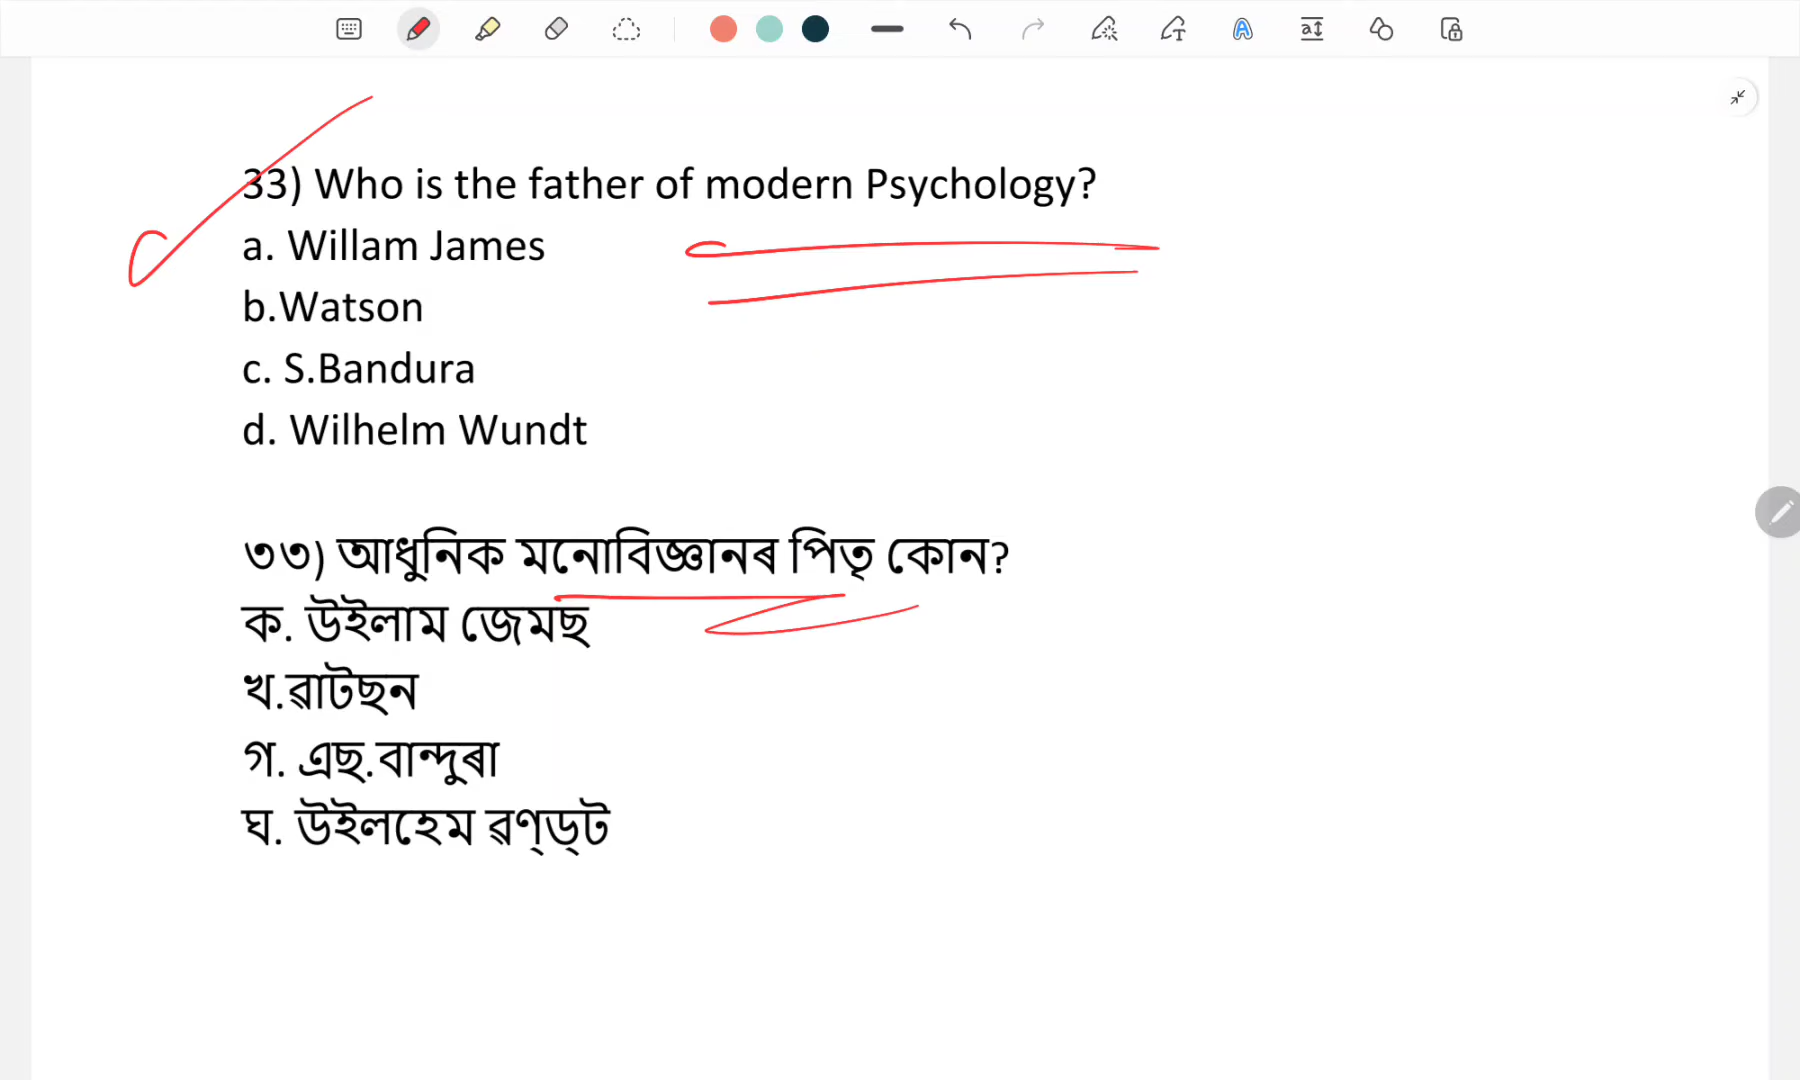 33) Who is the father of modern Psychology?
a. Willam James
b.Watson
c. S.Bandura
d. Wilhelm Wundt
৩৩) আধুনিক মনোবিজ্ঞানৰ পিতৃ কোন?
ক. উইলাম জেমছ
খ.ৱাটছন
গ. এছ.বান্দুৰা
ঘ. উইলহেম ৱণ্ড্ট